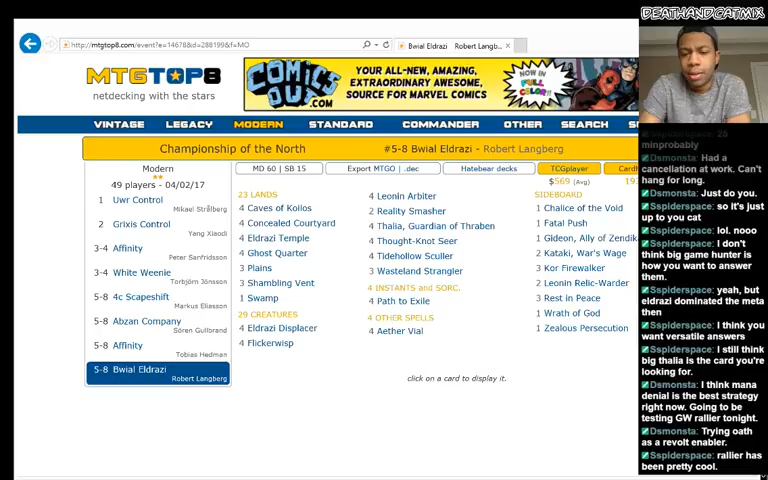 DEATHANDCATMIX
http://mtgtop8.com/event?e=14678&d=288199&f=MO
Bwial Eldrazi Robert Langb...
MTGTOP8
netdecking with the stars
COMICS OUT.COM
YOUR ALL-NEW, AMAZING,
EXTRAORDINARY AWESOME,
SOURCE FOR MARVEL COMICS
NOW IN
FULL
COLOR!
VINTAGE LEGACY MODERN STANDARD COMMANDER OTHER SEARCH
Championship of the North #5-8 Bwial Eldrazi - Robert Langberg
Modern
49 players - 04/02/17
1 Uwr Control
Mikael Strålberg
2 Grixis Control
Yang Xiaodi
3-4 Affinity
Peter Sanfridsson
3-4 White Weenie
Torbjörn Jönsson
5-8 4c Scapeshift
Markus Eliasson
5-8 Abzan Company
Sören Gullbrand
5-8 Affinity
Tobias Hedman
5-8 Bwial Eldrazi
Robert Langberg
MD 60 | SB 15 Export MTGO | .dec Hatebear decks TCGplayer
$569 (Avg)
23 LANDS
4 Caves of Koilos
4 Concealed Courtyard
4 Eldrazi Temple
4 Ghost Quarter
3 Plains
3 Shambling Vent
1 Swamp
29 CREATURES
4 Eldrazi Displacer
4 Flickerwisp
4 Leonin Arbiter
2 Reality Smasher
4 Thalia, Guardian of Thraben
4 Thought-Knot Seer
4 Tidehollow Sculler
3 Wasteland Strangler
4 INSTANTS and SORC.
4 Path to Exile
4 OTHER SPELLS
4 Aether Vial
SIDEBOARD
1 Chalice of the Void
1 Fatal Push
1 Gideon, Ally of Zendik
2 Kataki, War's Wage
3 Kor Firewalker
2 Leonin Relic-Warder
3 Rest in Peace
1 Wrath of God
1 Zealous Persecution
click on a card to display it.
minprobably
Dsmonsta: Had a
cancellation at work. Can't
hang for long.
Dsmonsta: Just do you.
Sspiderspace: so it's just
up to you cat
Sspiderspace: lol. nooo
Sspiderspace: I don't
think big game hunter is
how you want to answer
them.
Sspiderspace: yeah, but
eldrazi dominated the meta
then
Sspiderspace: I think you
want versatile answers
Sspiderspace: I still think
big thalia is the card you're
looking for.
Dsmonsta: I think mana
denial is the best strategy
right now. Going to be
testing GW rallier tonight.
Dsmonsta: Trying oath
as a revolt enabler.
Sspiderspace: rallier has
been pretty cool.